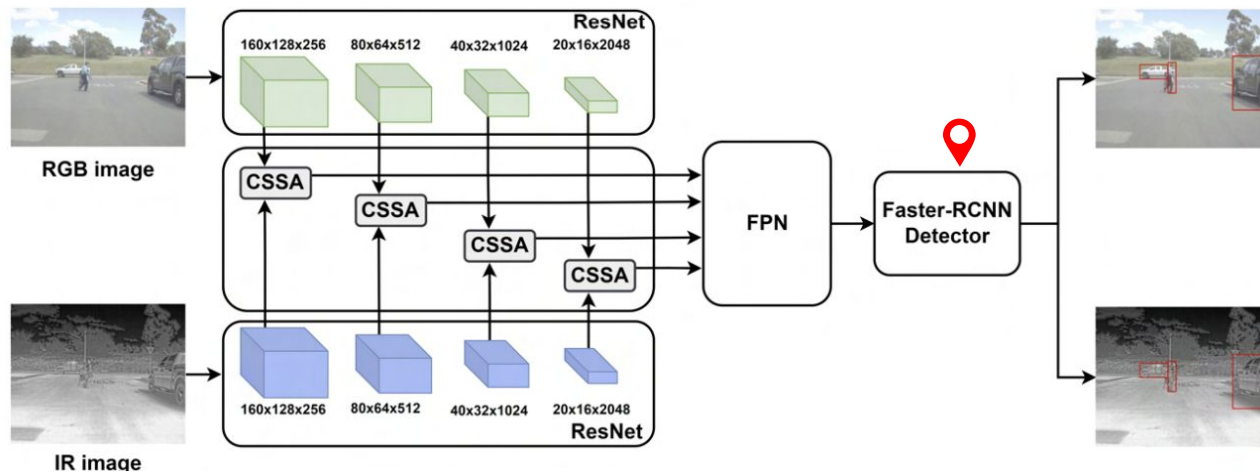 ResNet
160x128x256
80x64x512
40x32x1024
20x16x2048
RGB image
CSSA
CSSA
CSSA
CSSA
FPN
Faster-RCNN
Detector
160x128x256
80x64x512
40x32x1024
20x16x2048
ResNet
IR image